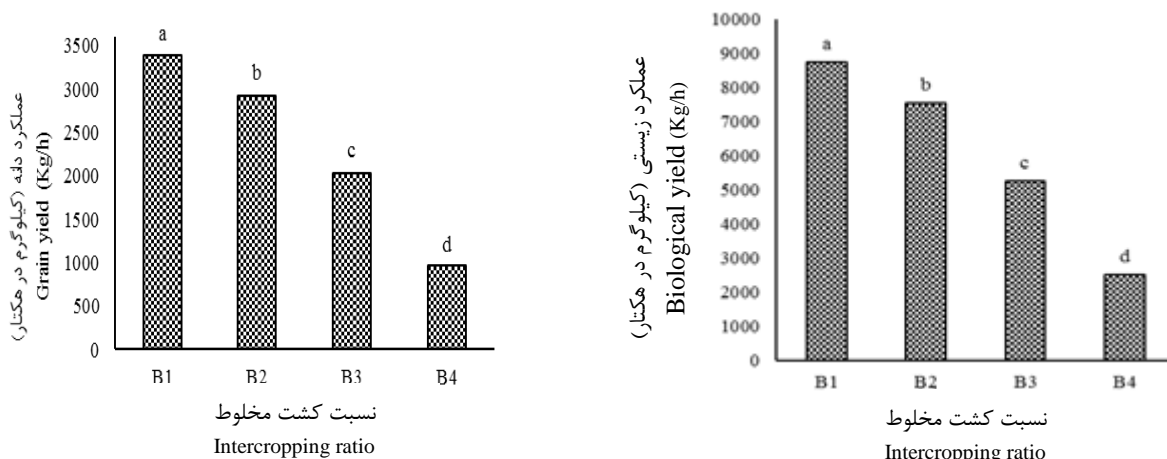 عملکرد دانه (کیلوگرم در هکتار)
Grain yield (Kg/h)
3500
3000
2500
2000
1500
1000
500
0
a
b
c
d
B1 B2 B3 B4
نسبت کشت مخلوط
Intercropping ratio
عملکرد زیستی (کیلوگرم در هکتار)
Biological yield (Kg/h)
10000
9000
8000
7000
6000
5000
4000
3000
2000
1000
0
a
b
c
d
B1 B2 B3 B4
نسبت کشت مخلوط
Intercropping ratio